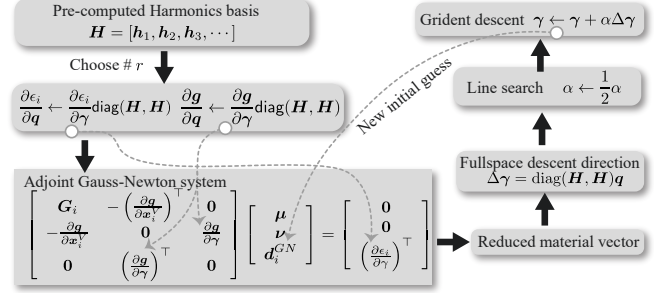 Pre-computed Harmonics basis
H = [h₁, h₂, h₃, ⋯]
Choose # r
∂ϵᵢ/∂q ← ∂ϵᵢ/∂γ diag(H, H) ∂g/∂q ← ∂g/∂γ diag(H, H)
Adjoint Gauss-Newton system
[ Gᵢ −(∂g/∂xᵢⱽ)^⊤ 0 ; −∂g/∂xᵢⱽ 0 ∂g/∂γ ; 0 (∂g/∂γ)^⊤ 0 ] [ μ ; ν ; dᵢ^{GN} ] = [ 0 ; 0 ; (∂ϵᵢ/∂γ)^⊤ ]
Reduced material vector
Fullspace descent direction
Δγ = diag(H, H)q
Line search α ← 1/2 α
Grident descent γ ← γ + αΔγ
New initial guess